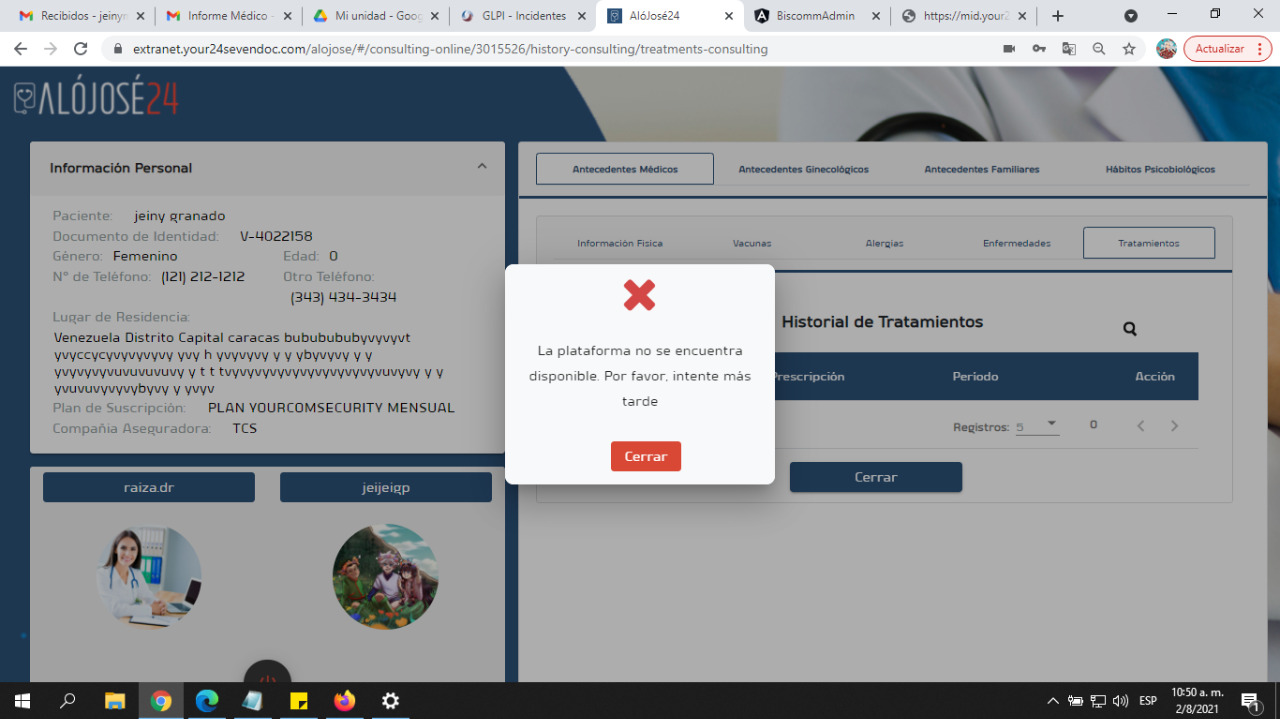 Recibidos - jeiny
Informe Médico -
Mi unidad - Goog
GLPI - Incidentes
AlóJosé24
BiscommAdmin
https://mid.your2
extranet.your24sevendoc.com/alojose/#/consulting-online/3015526/history-consulting/treatments-consulting
Actualizar
ALÓJOSÉ24
Información Personal
Paciente: jeiny granado
Documento de Identidad: V-4022158
Género: Femenino Edad: 0
N° de Teléfono: (121) 212-1212 Otro Teléfono:
(343) 434-3434
Lugar de Residencia:
Venezuela Distrito Capital caracas bububububyvyvyvt
yvyccycyvyvyvyvy yvy h yvyvyvy y y ybyvyvy y y
yvyvyvyvuvuvuvuvy y t t tvyvyvyvyvyvyvyvyvyvyvuvyvy y y
yvuvuvyvyvybyvy y yvyv
Plan de Suscripción: PLAN YOURCOMSECURITY MENSUAL
Compañia Aseguradora: TCS
raiza.dr
jeijeigp
Antecedentes Médicos
Antecedentes Ginecológicos
Antecedentes Familiares
Hábitos Psicobiológicos
Información Fisica
Vacunas
Alergias
Enfermedades
Tratamientos
Historial de Tratamientos
Prescripción
Periodo
Acción
Registros: 5
0
Cerrar
La plataforma no se encuentra
disponible. Por favor, intente más
tarde
Cerrar
ESP
10:50 a. m.
2/8/2021
1